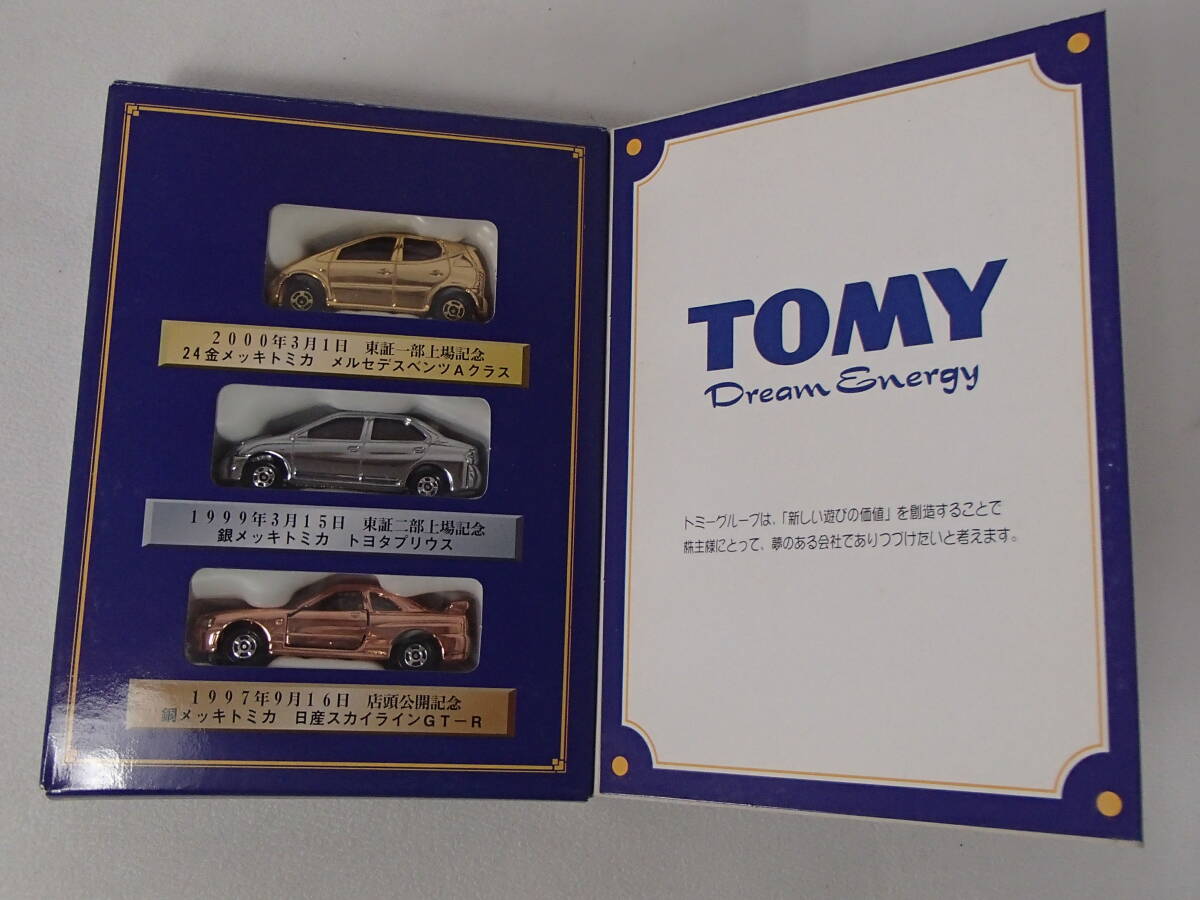 2000年3月1日　東証一部上場記念
24金メッキトミカ　メルセデスベンツAクラス
1999年3月15日　東証二部上場記念
銀メッキトミカ　トヨタプリウス
1997年9月16日　店頭公開記念
銅メッキトミカ　日産スカイラインGT-R
TOMY
Dream Energy
トミーグループは、「新しい遊びの価値」を創造することで
株主様にとって、夢のある会社でありつづけたいと考えます。